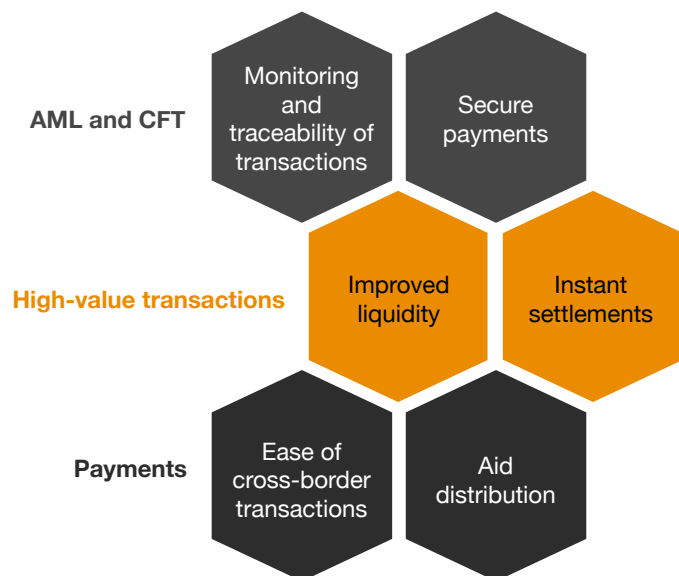 AML and CFT
Monitoring
and
traceability of
transactions
Secure
payments
High-value transactions
Improved
liquidity
Instant
settlements
Payments
Ease of
cross-border
transactions
Aid
distribution